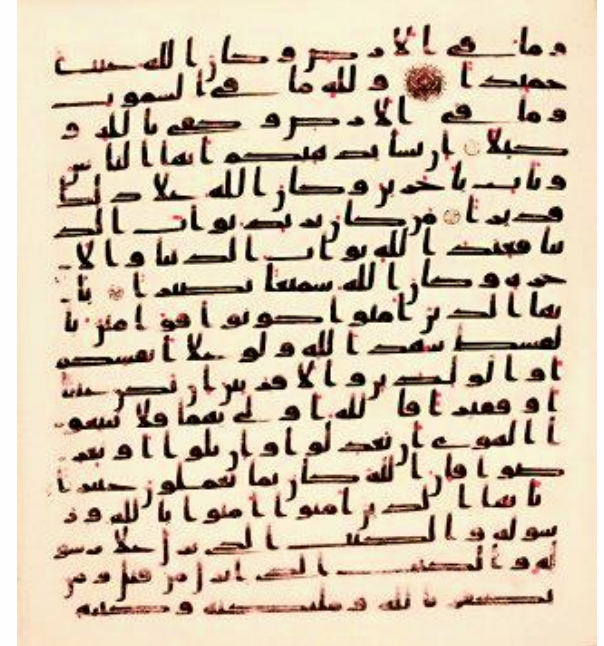 وما في الارض وكان الله غنيا
حميدا ولله ما في السموت
وما في الارض وكفى بالله و
كيلا ان يشا يذهبكم ايها الناس
ويات باخرين وكان الله على ذلك
قديرا من كان يريد ثواب الد
نيا فعند الله ثواب الدنيا والا
خرة وكان الله سميعا بصيرا يا
يها الذين امنوا كونوا قومين با
لقسط شهدا لله ولو على انفسكم
او الولدين والاقربين ان يكن غنيا
او فقيرا فالله اولى بهما فلا تتبعو
ا الهوى ان تعدلوا وان تلوا او تعر
ضوا فان الله كان بما تعملون خبيرا
يايها الذين امنوا امنوا بالله ور
سوله والكتب الذي نزل على رسو
له والكتب الذي انزل من قبل ومن
يكفر بالله ومليكته وكتبه